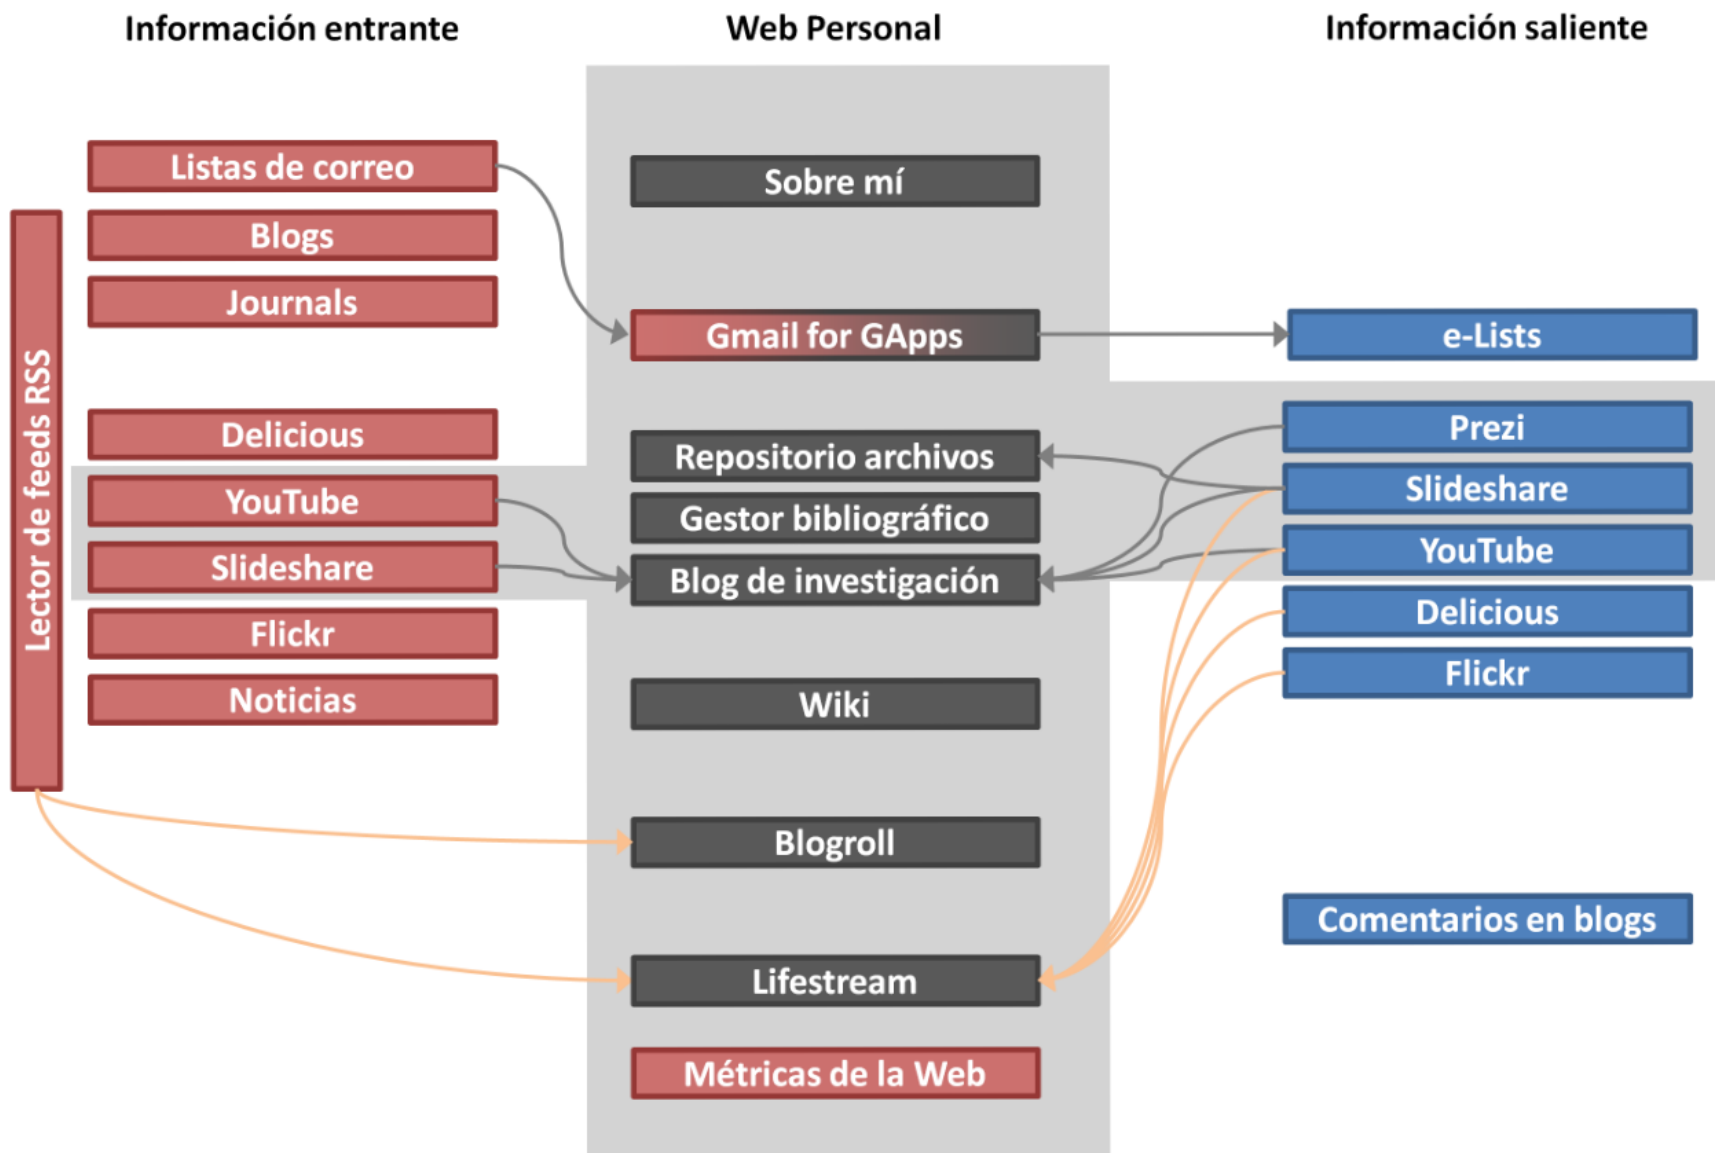 Información entrante
Web Personal
Información saliente
Lector de feeds RSS
Listas de correo
Blogs
Journals
Delicious
YouTube
Slideshare
Flickr
Noticias
Sobre mí
Gmail for GApps
Repositorio archivos
Gestor bibliográfico
Blog de investigación
Wiki
Blogroll
Lifestream
Métricas de la Web
e-Lists
Prezi
Slideshare
YouTube
Delicious
Flickr
Comentarios en blogs